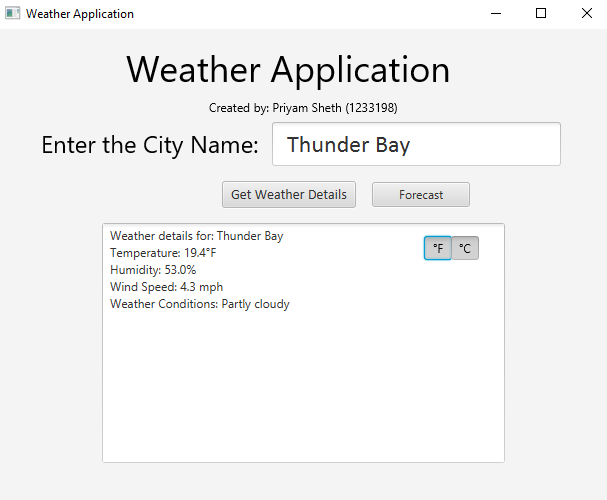 Weather Application
Weather Application
Created by: Priyam Sheth (1233198)
Enter the City Name: Thunder Bay
Get Weather Details Forecast
Weather details for: Thunder Bay
°F °C
Temperature: 19.4°F
Humidity: 53.0%
Wind Speed: 4.3 mph
Weather Conditions: Partly cloudy